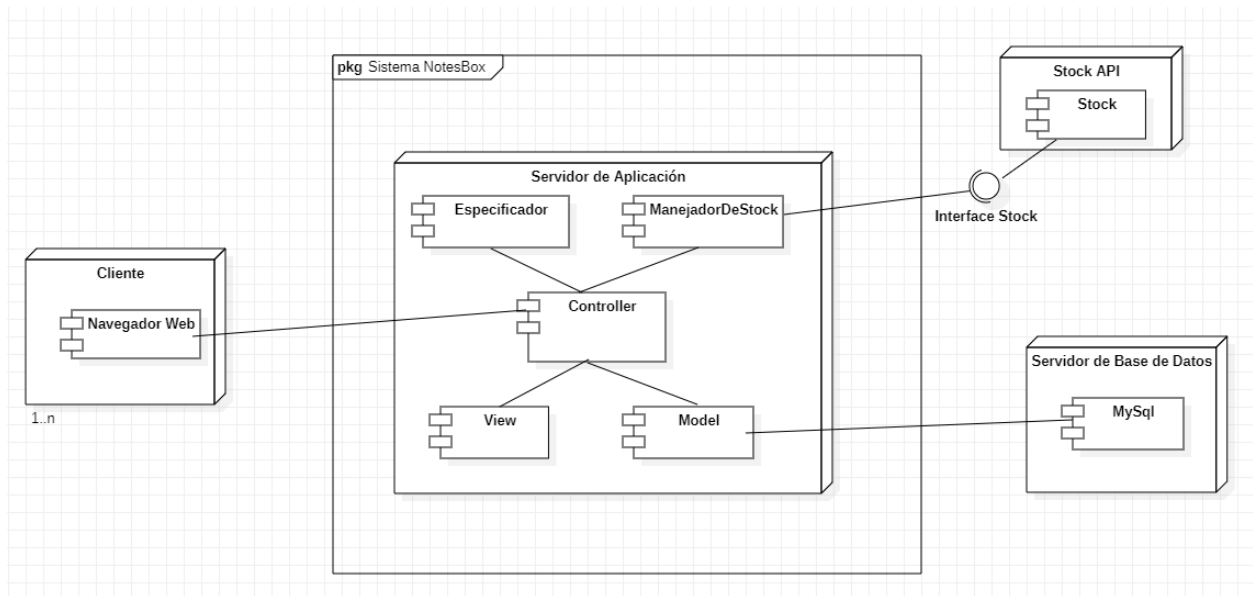 pkg Sistema NotesBox
Stock API
Stock
Interface Stock
Servidor de Aplicación
Especificador
ManejadorDeStock
Controller
View
Model
Cliente
Navegador Web
1..n
Servidor de Base de Datos
MySql